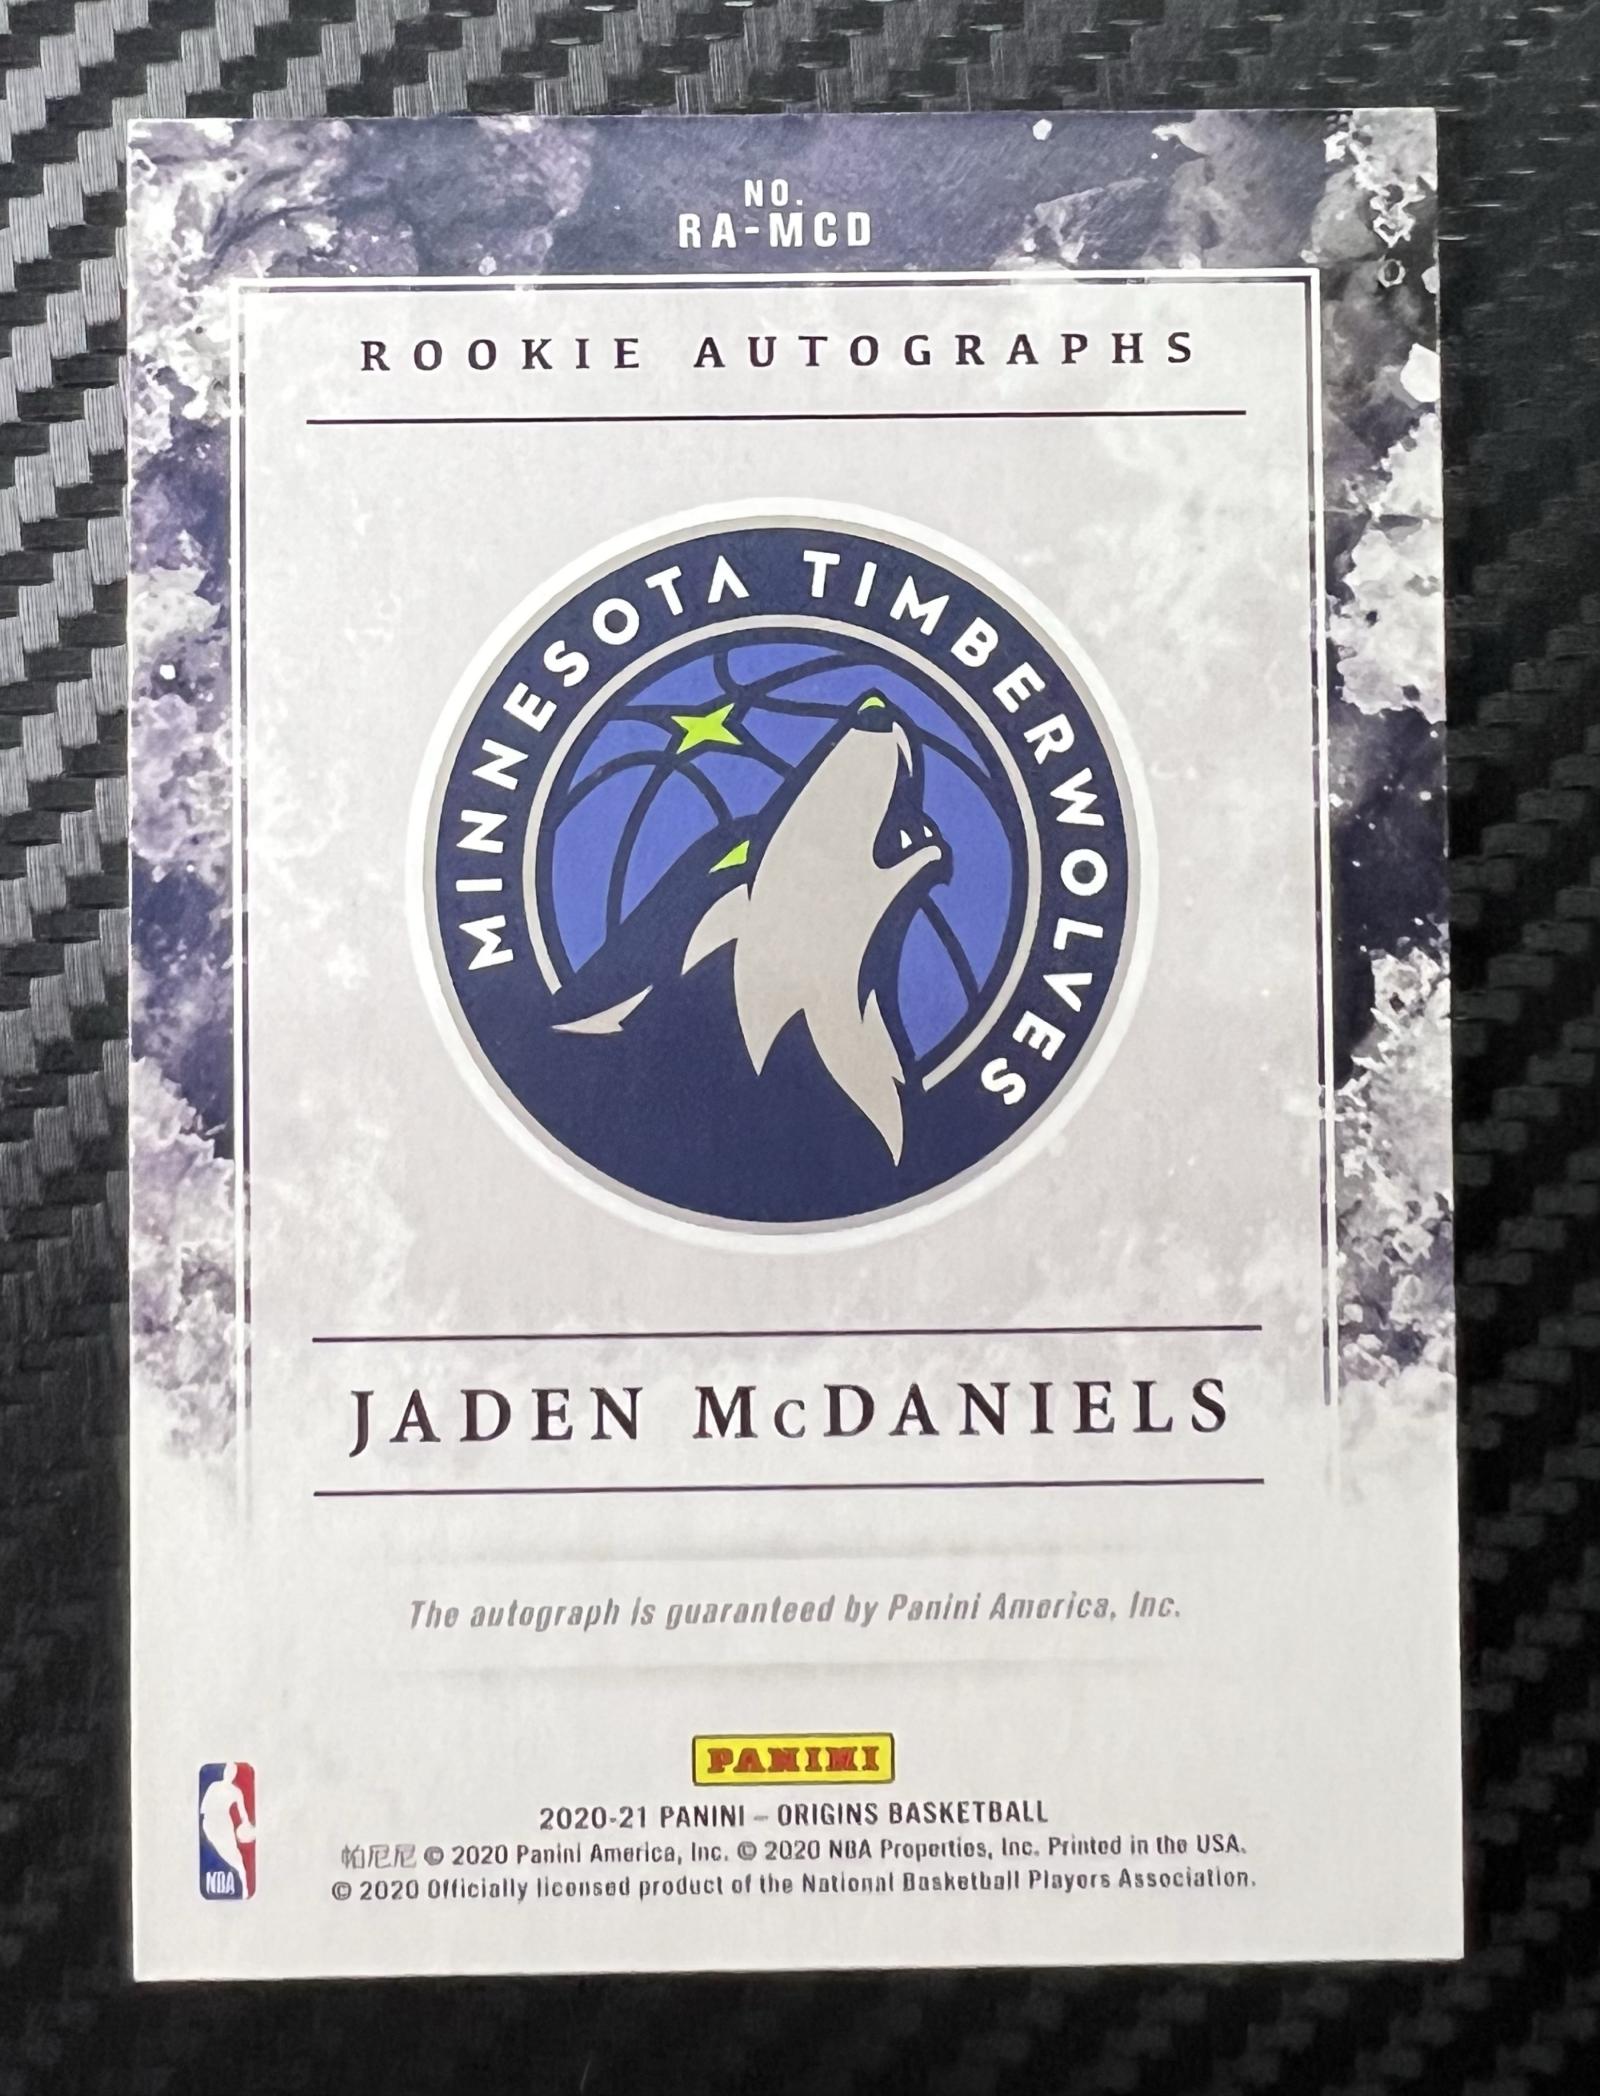 NO.
RA-MCD
ROOKIE AUTOGRAPHS
MINNESOTA TIMBERWOLVES
JADEN McDANIELS
The autograph is guaranteed by Panini America, Inc.
PANINI
2020-21 PANINI – ORIGINS BASKETBALL
帕尼尼 © 2020 Panini America, Inc. © 2020 NBA Properties, Inc. Printed in the USA.
© 2020 Officially licensed product of the National Basketball Players Association.
NBA